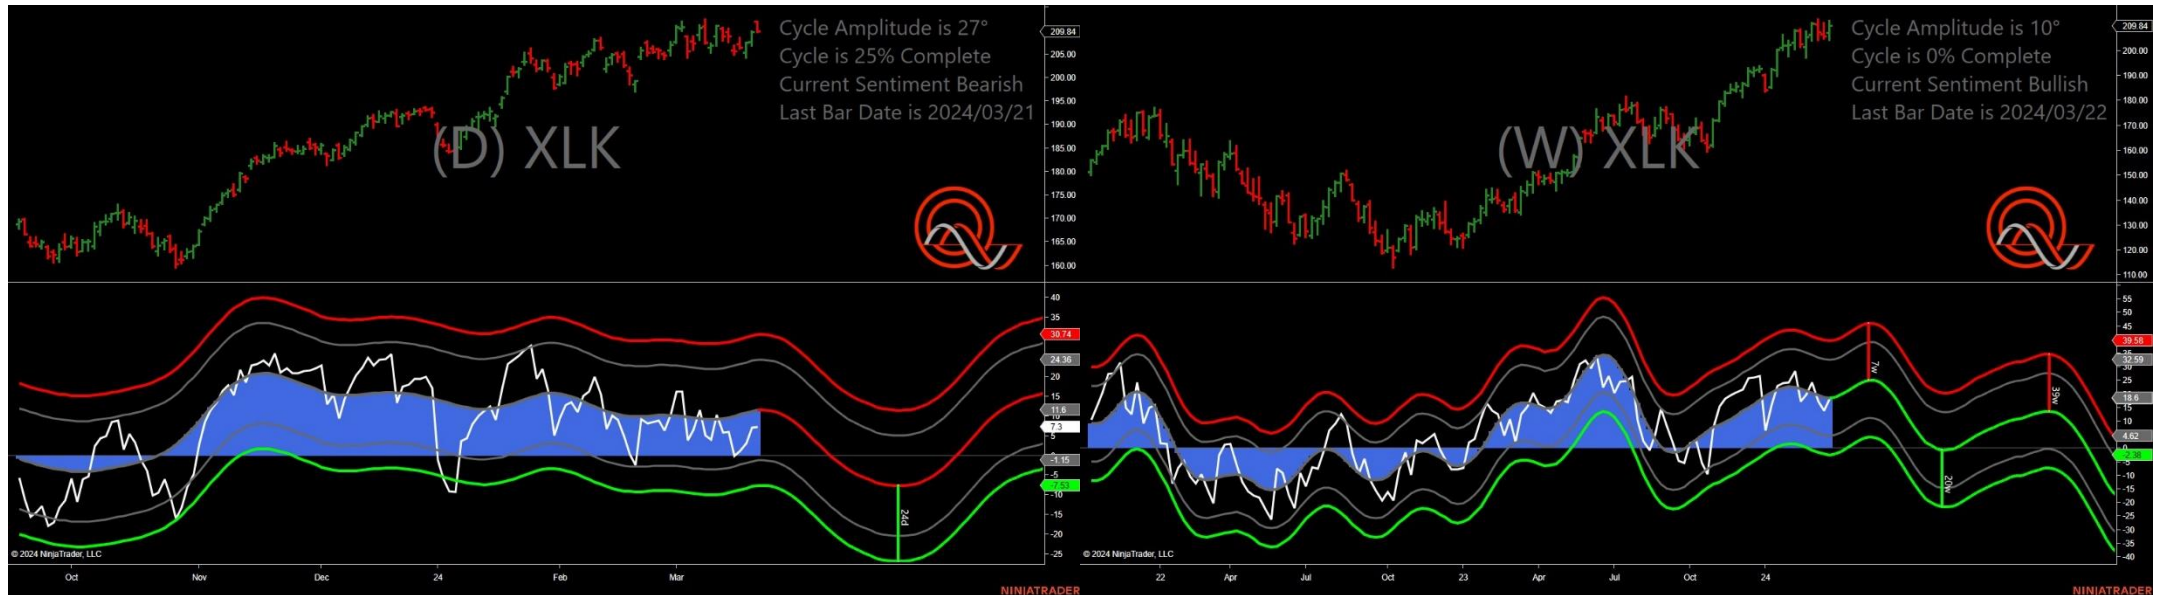 Cycle Amplitude is 27°
Cycle is 25% Complete
Current Sentiment Bearish
Last Bar Date is 2024/03/21
(D) XLK
209.84
205.00
200.00
195.00
190.00
185.00
180.00
175.00
170.00
165.00
160.00
40
35
30.74
24.36
20
15
11.6
7.3
5
-1.15
-5
-7.53
-10
-15
-20
-25
24d
© 2024 NinjaTrader, LLC
Oct
Nov
Dec
24
Feb
Mar
NINJATRADER
Cycle Amplitude is 10°
Cycle is 0% Complete
Current Sentiment Bullish
Last Bar Date is 2024/03/22
(W) XLK
209.84
200.00
190.00
180.00
170.00
160.00
150.00
140.00
130.00
120.00
110.00
55
50
45
39.58
32.59
30
25
18.6
15
10
4.62
-2.38
-5
-10
-15
-20
-25
-30
-35
-40
7w
20w
39w
© 2024 NinjaTrader, LLC
22
Apr
Jul
Oct
23
Apr
Jul
Oct
24
NINJATRADER